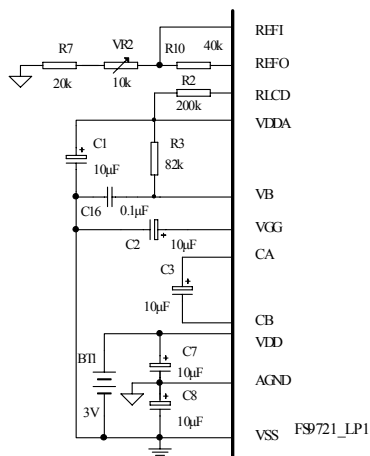 REFI
R7
VR2
R10
40k
REFO
20k
10k
R2
RLCD
200k
VDDA
C1
R3
10µF
82k
C16
0.1µF
VB
C2
10µF
VGG
CA
C3
10µF
CB
VDD
BT1
C7
10µF
AGND
C8
3V
10µF
VSS
FS9721_LP1